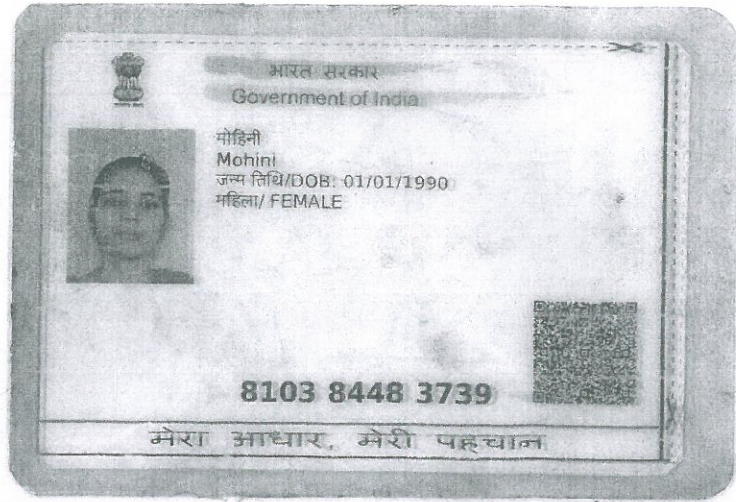 भारत सरकार
Government of India
मोहिनी
Mohini
जन्म तिथि/DOB: 01/01/1990
महिला/ FEMALE
8103 8448 3739
मेरा आधार, मेरी पहचान